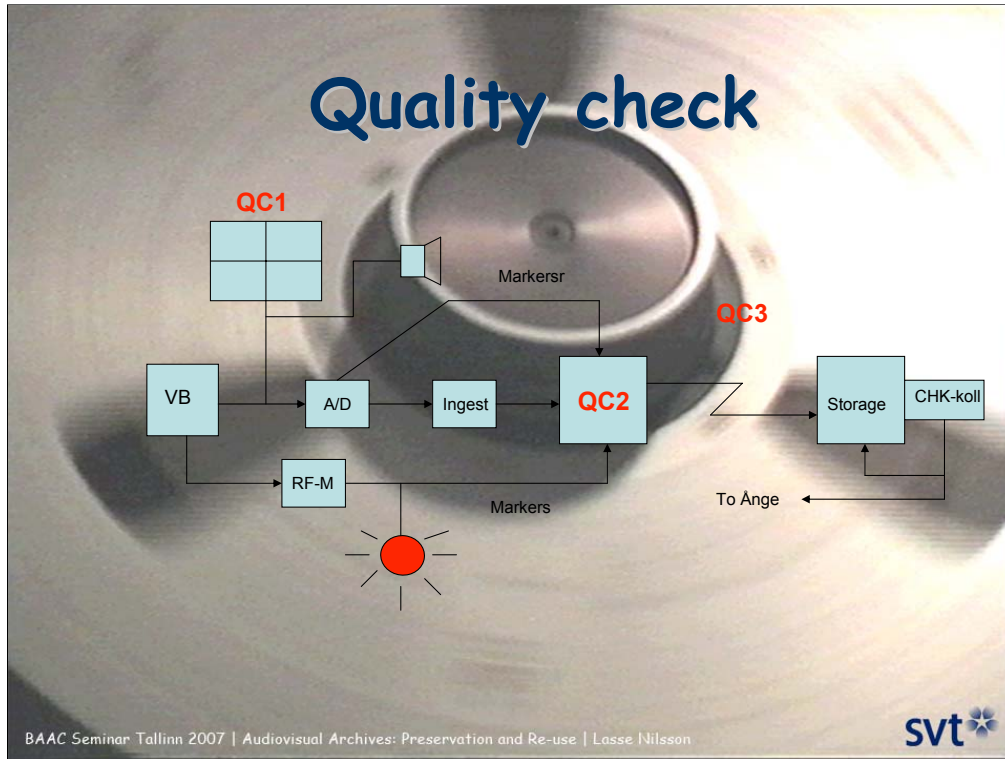 Quality check
QC1
Markersr
QC3
VB
A/D
Ingest
QC2
Storage
CHK-koll
RF-M
Markers
To Ånge
BAAC Seminar Tallinn 2007 | Audiovisual Archives: Preservation and Re-use | Lasse Nilsson
svt